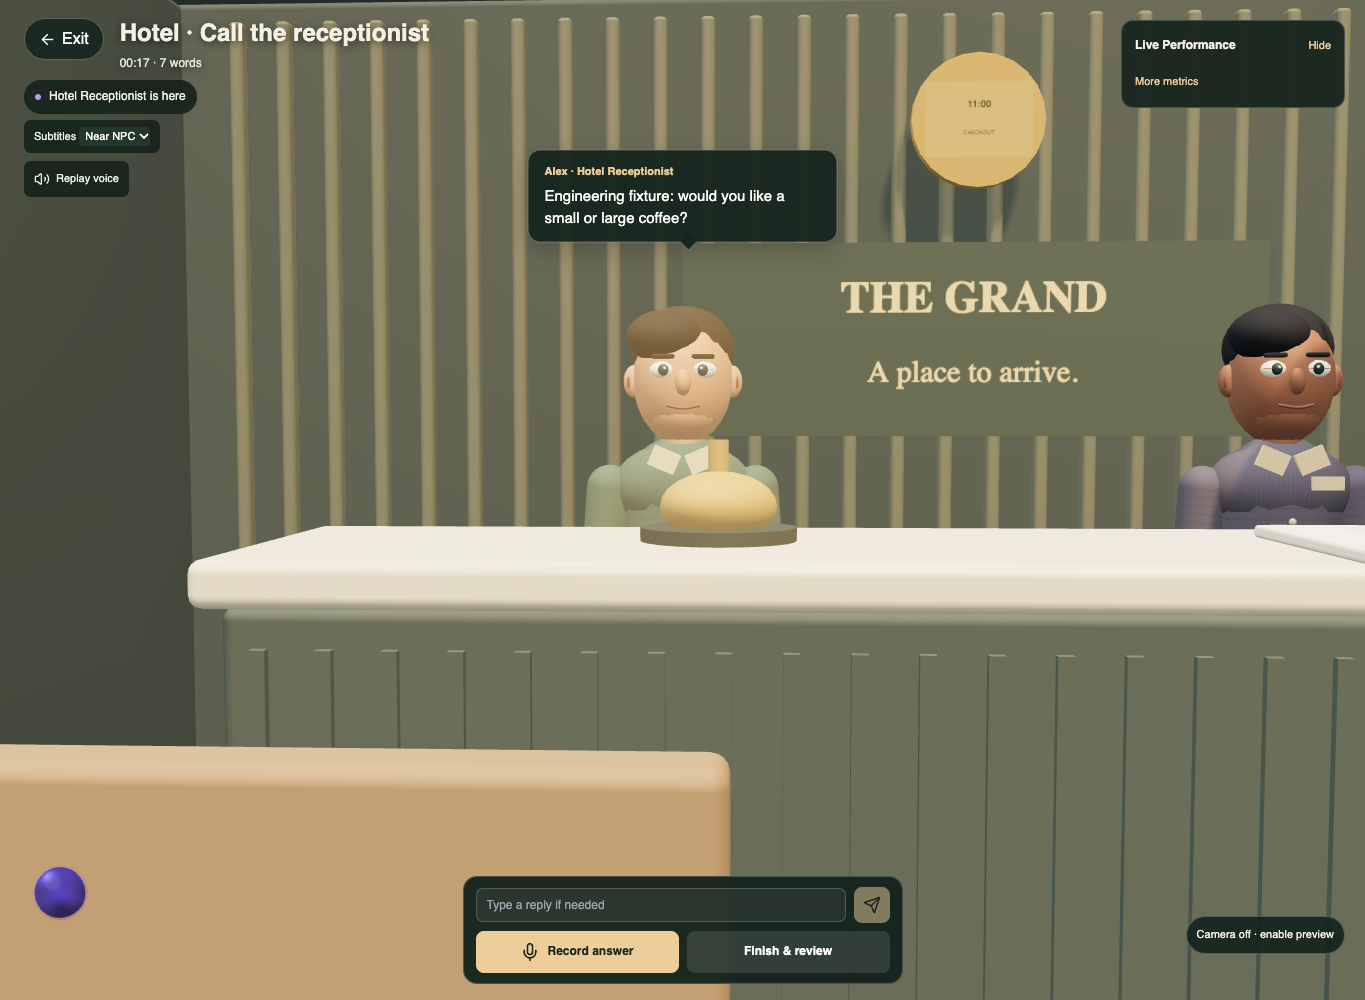 Exit
Hotel · Call the receptionist
00:17 · 7 words
Hotel Receptionist is here
Subtitles Near NPC
Replay voice
Live Performance
Hide
More metrics
11:00
CHECKOUT
Alex · Hotel Receptionist
Engineering fixture: would you like a
small or large coffee?
THE GRAND
A place to arrive.
Type a reply if needed
Record answer
Finish & review
Camera off · enable preview